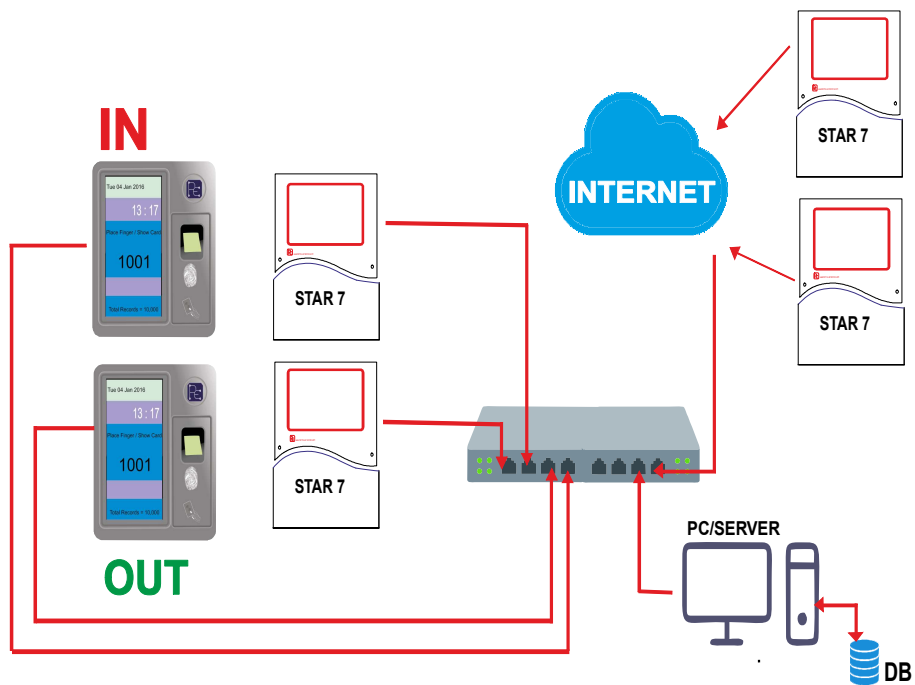 IN
Tue 04 Jan 2016
13 : 17
Place Finger / Show Card
1001
Total Records = 10,000
STAR 7
Tue 04 Jan 2016
13 : 17
Place Finger / Show Card
1001
Total Records = 10,000
OUT
STAR 7
INTERNET
STAR 7
STAR 7
PC/SERVER
DB